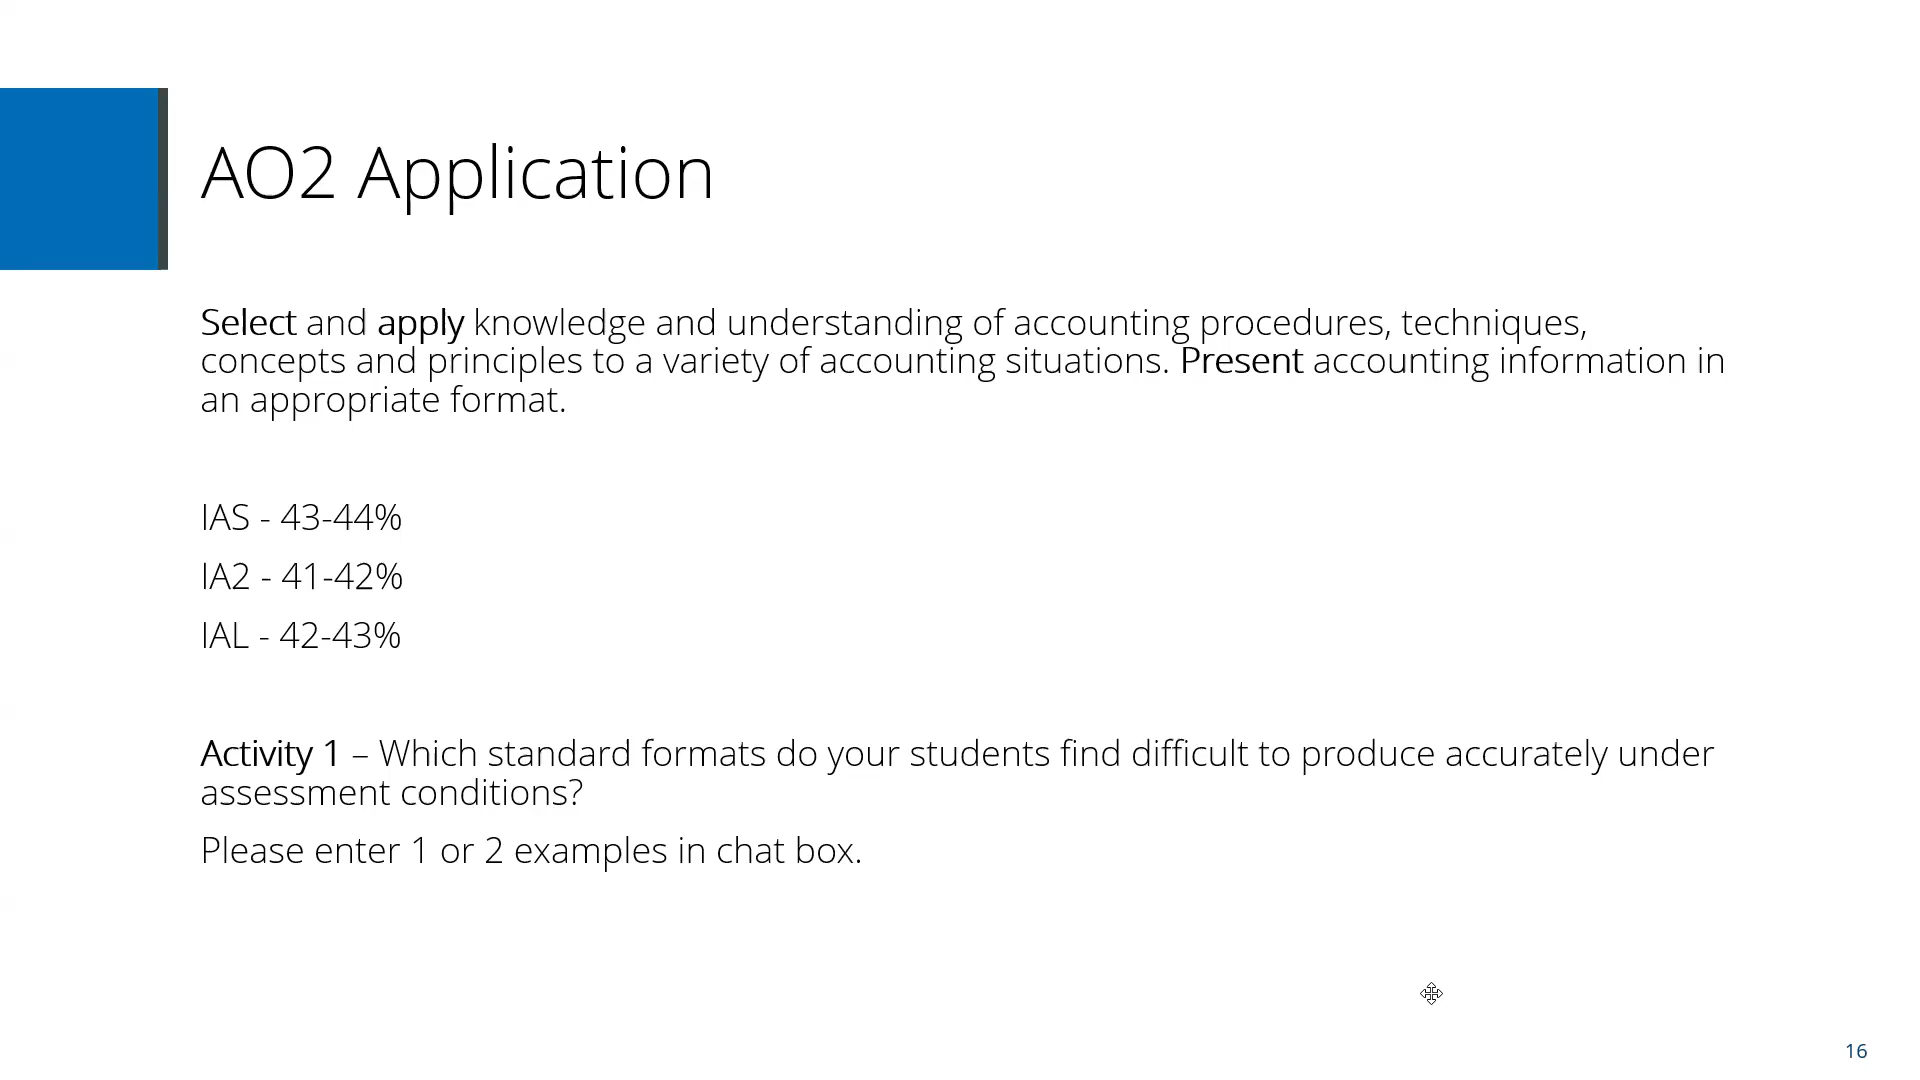 AO2 Application
Select and apply knowledge and understanding of accounting procedures, techniques,
concepts and principles to a variety of accounting situations. Present accounting information in
an appropriate format.
IAS - 43-44%
IA2 - 41-42%
IAL - 42-43%
Activity 1 – Which standard formats do your students find difficult to produce accurately under
assessment conditions?
Please enter 1 or 2 examples in chat box.
16